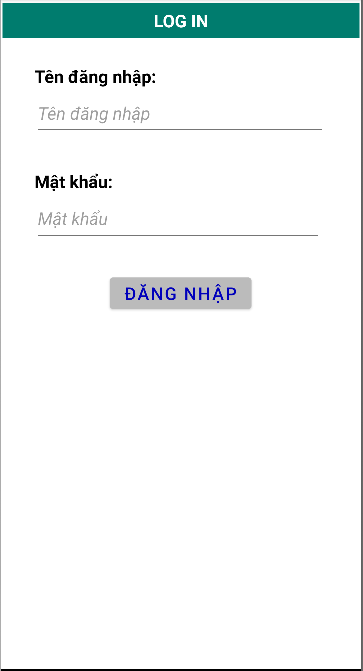 LOG IN
Tên đăng nhập:
Tên đăng nhập
Mật khẩu:
Mật khẩu
ĐĂNG NHẬP